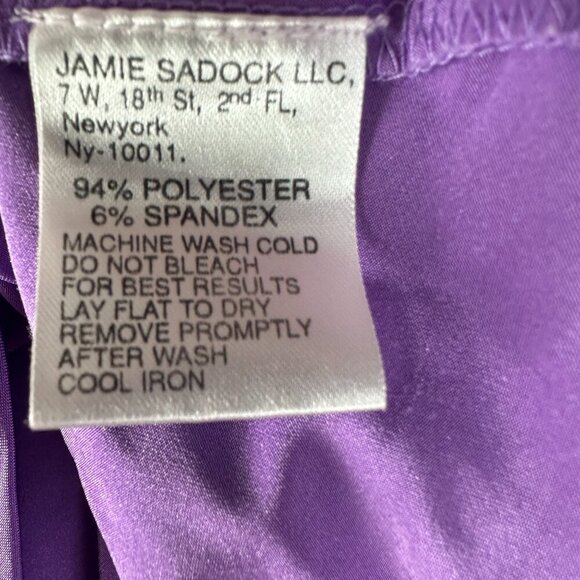 JAMIE SADOCK LLC,
7 W, 18th St, 2nd FL,
Newyork
Ny-10011.
94% POLYESTER
6% SPANDEX
MACHINE WASH COLD
DO NOT BLEACH
FOR BEST RESULTS
LAY FLAT TO DRY
REMOVE PROMPTLY
AFTER WASH
COOL IRON